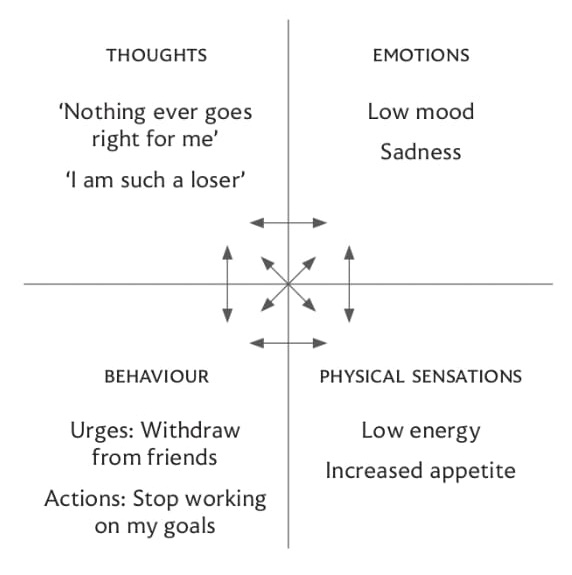 THOUGHTS
‘Nothing ever goes
right for me’
‘I am such a loser’
EMOTIONS
Low mood
Sadness
BEHAVIOUR
Urges: Withdraw
from friends
Actions: Stop working
on my goals
PHYSICAL SENSATIONS
Low energy
Increased appetite